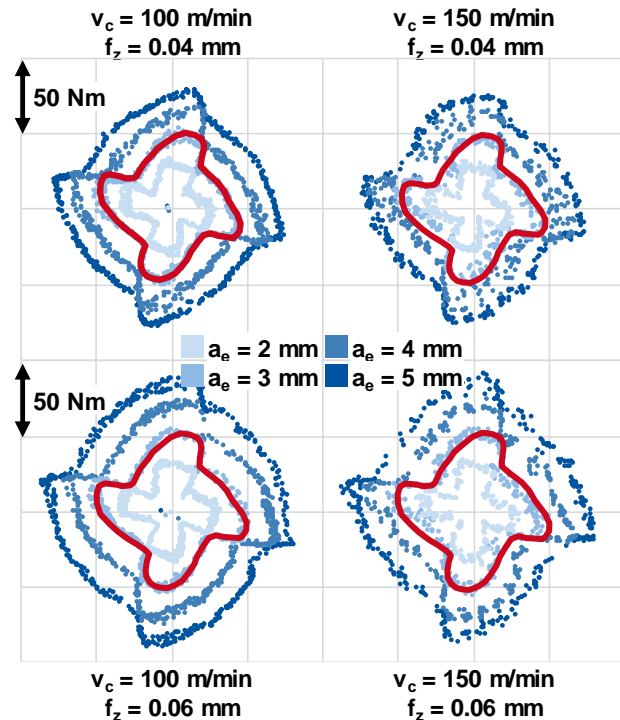 v_c = 100 m/min
f_z = 0.04 mm
v_c = 150 m/min
f_z = 0.04 mm
50 Nm
a_e = 2 mm
a_e = 4 mm
a_e = 3 mm
a_e = 5 mm
50 Nm
v_c = 100 m/min
f_z = 0.06 mm
v_c = 150 m/min
f_z = 0.06 mm